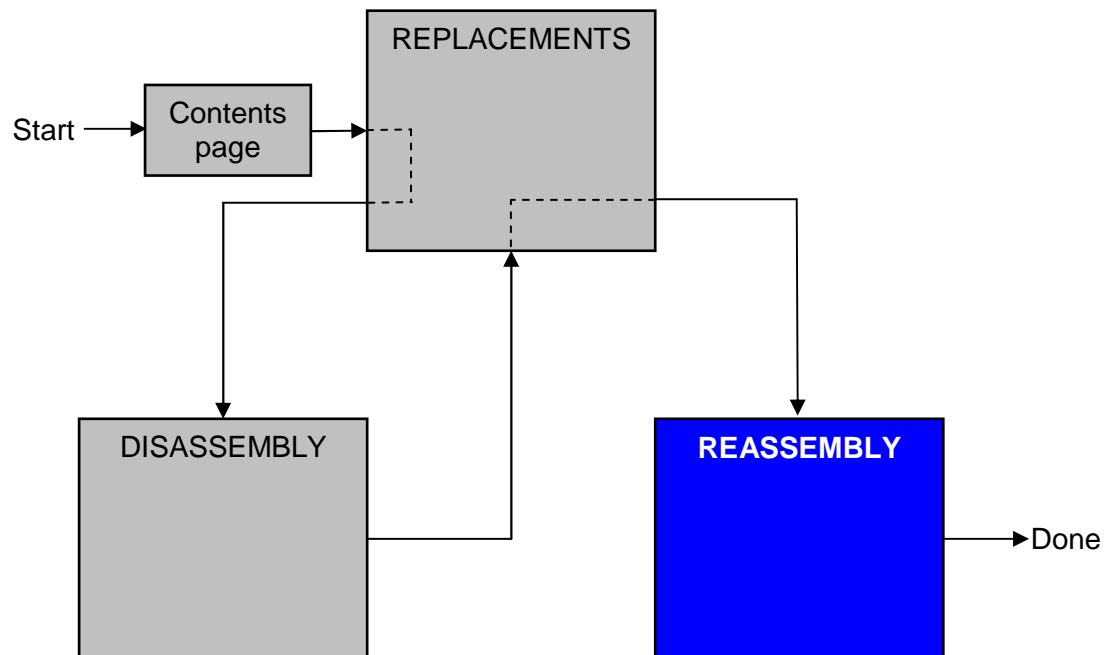 REPLACEMENTS
Start
Contents
page
DISASSEMBLY
REASSEMBLY
Done